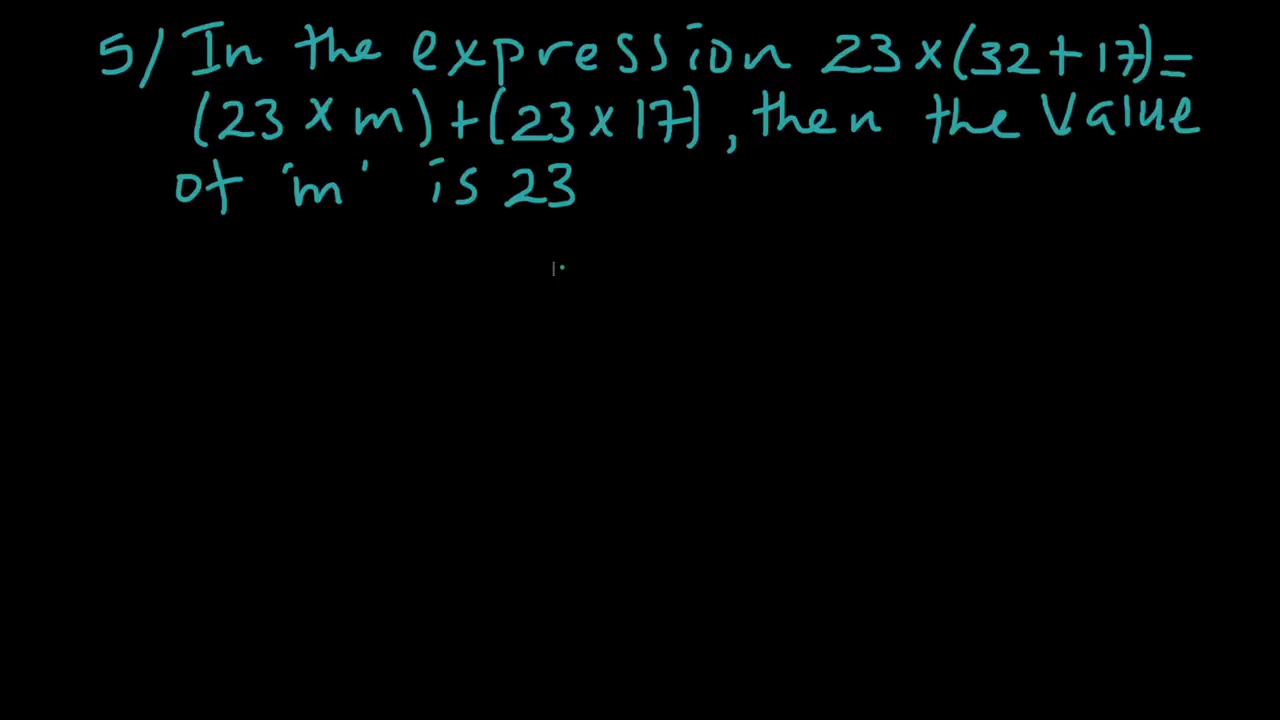 5/ In the expression 23 × (32 + 17) =
(23 × m) + (23 × 17), then the value
of 'm' is 23